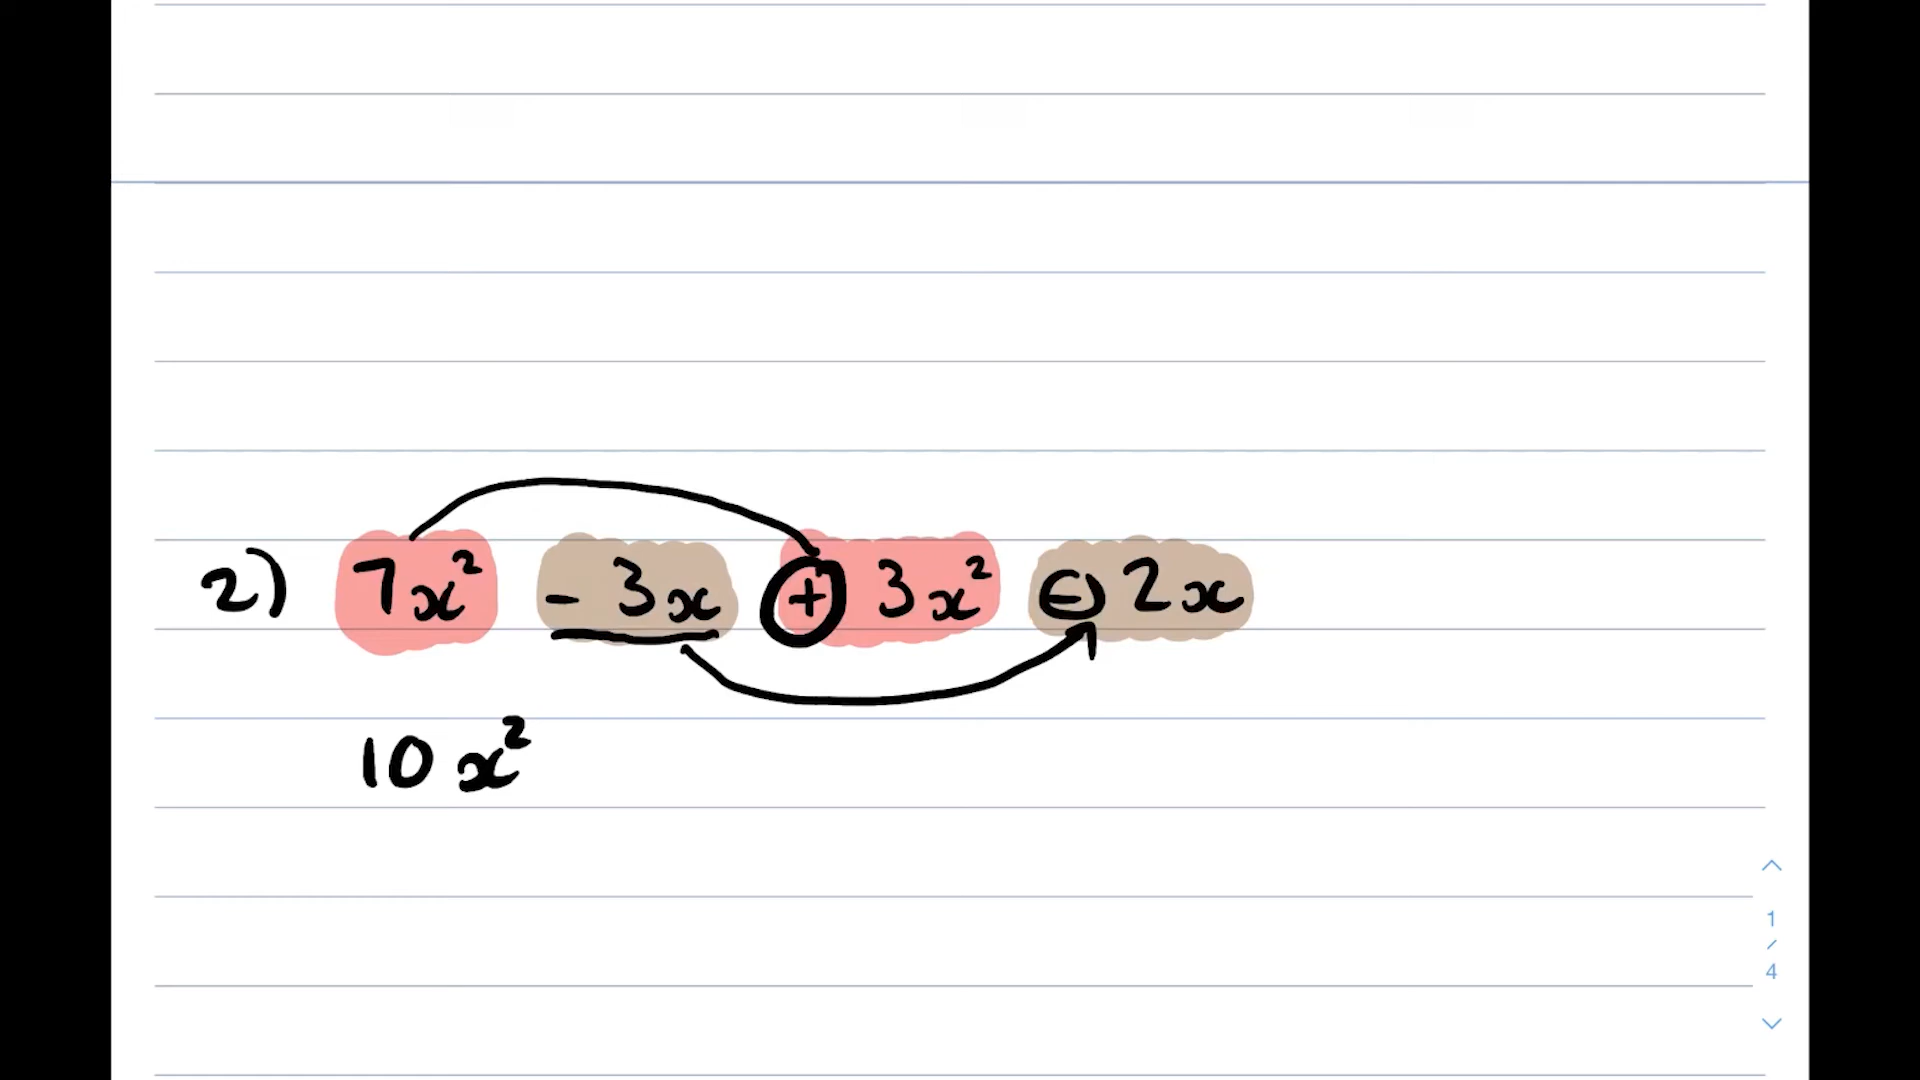 2) 7x² - 3x + 3x² - 2x
10x²
1
/
4